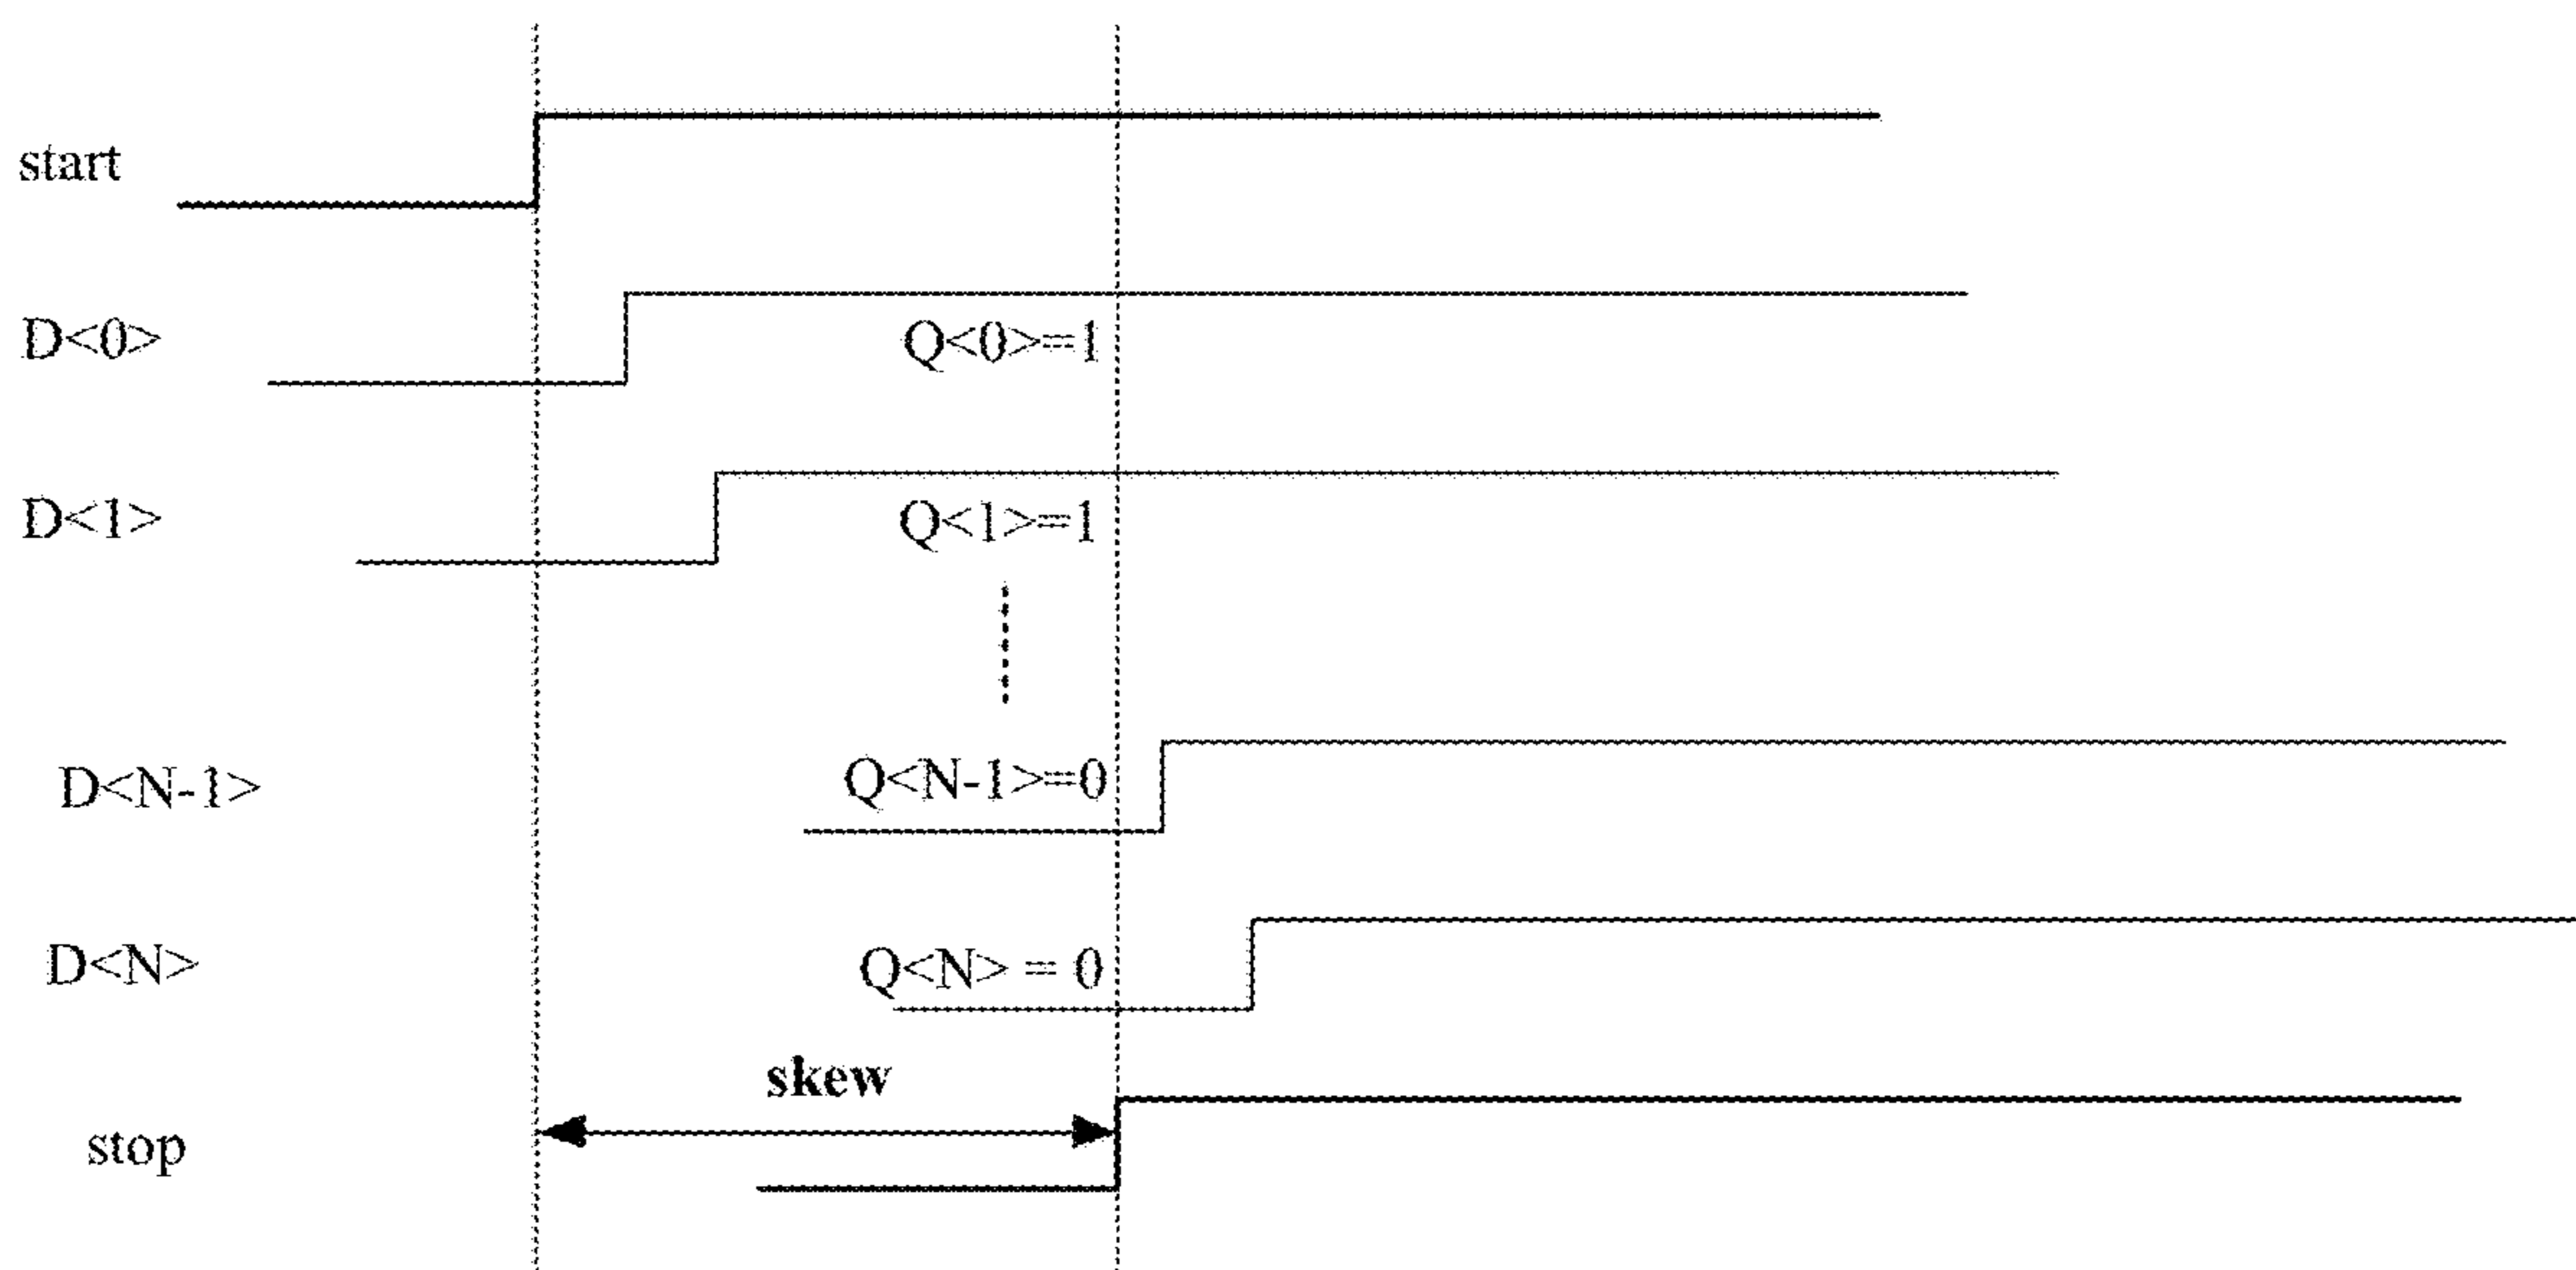 start
D<0>
Q<0>=1
D<1>
Q<1>=1
D<N-1>
Q<N-1>=0
D<N>
Q<N> = 0
skew
stop